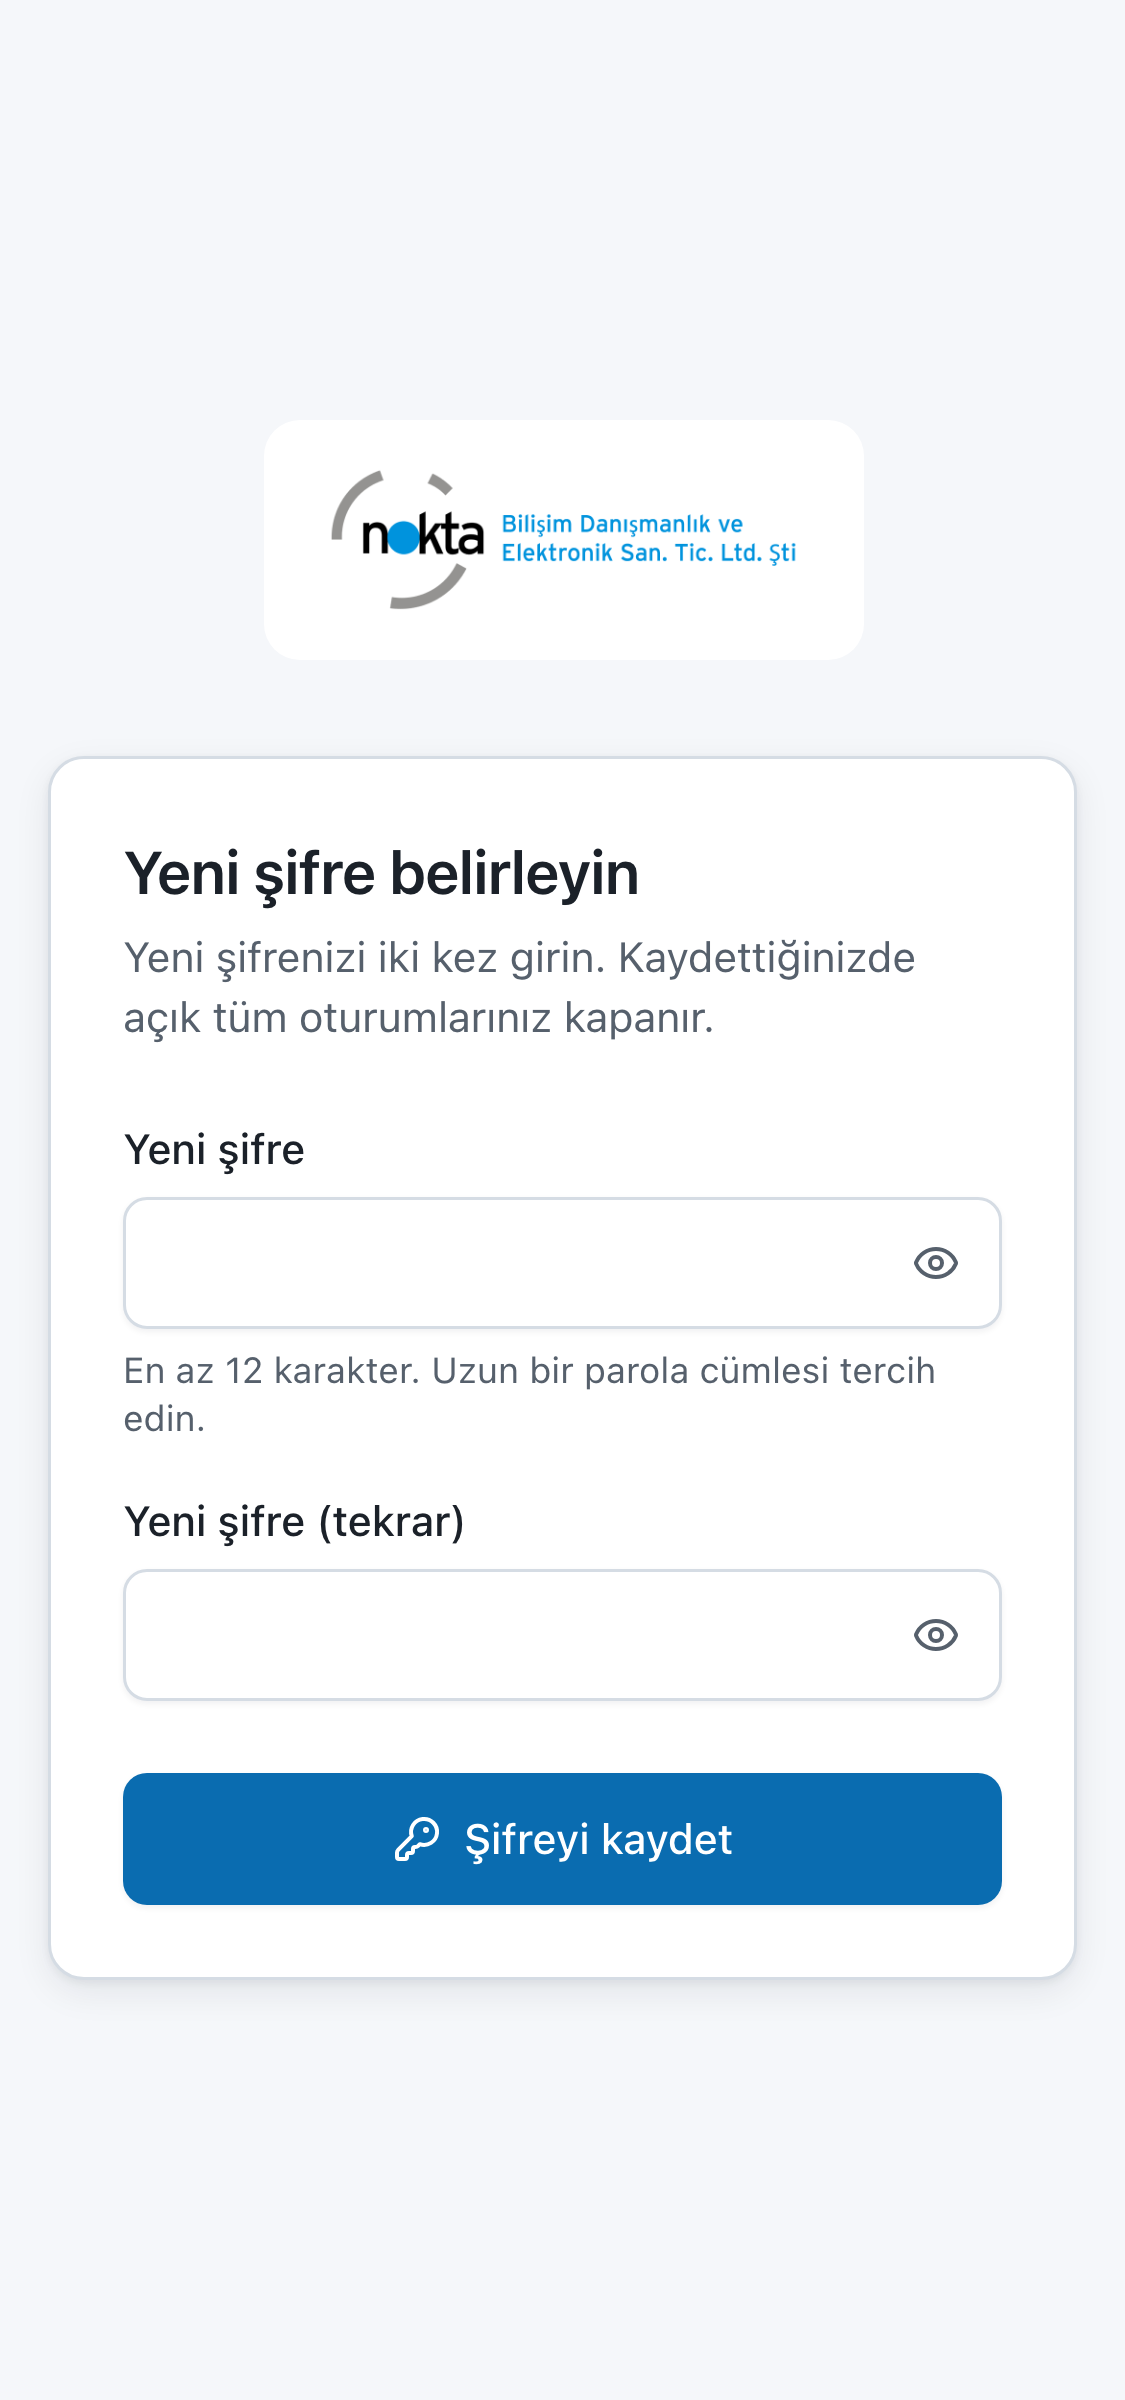 nokta
Bilişim Danışmanlık ve
Elektronik San. Tic. Ltd. Şti
Yeni şifre belirleyin
Yeni şifrenizi iki kez girin. Kaydettiğinizde
açık tüm oturumlarınız kapanır.
Yeni şifre
En az 12 karakter. Uzun bir parola cümlesi tercih
edin.
Yeni şifre (tekrar)
Şifreyi kaydet